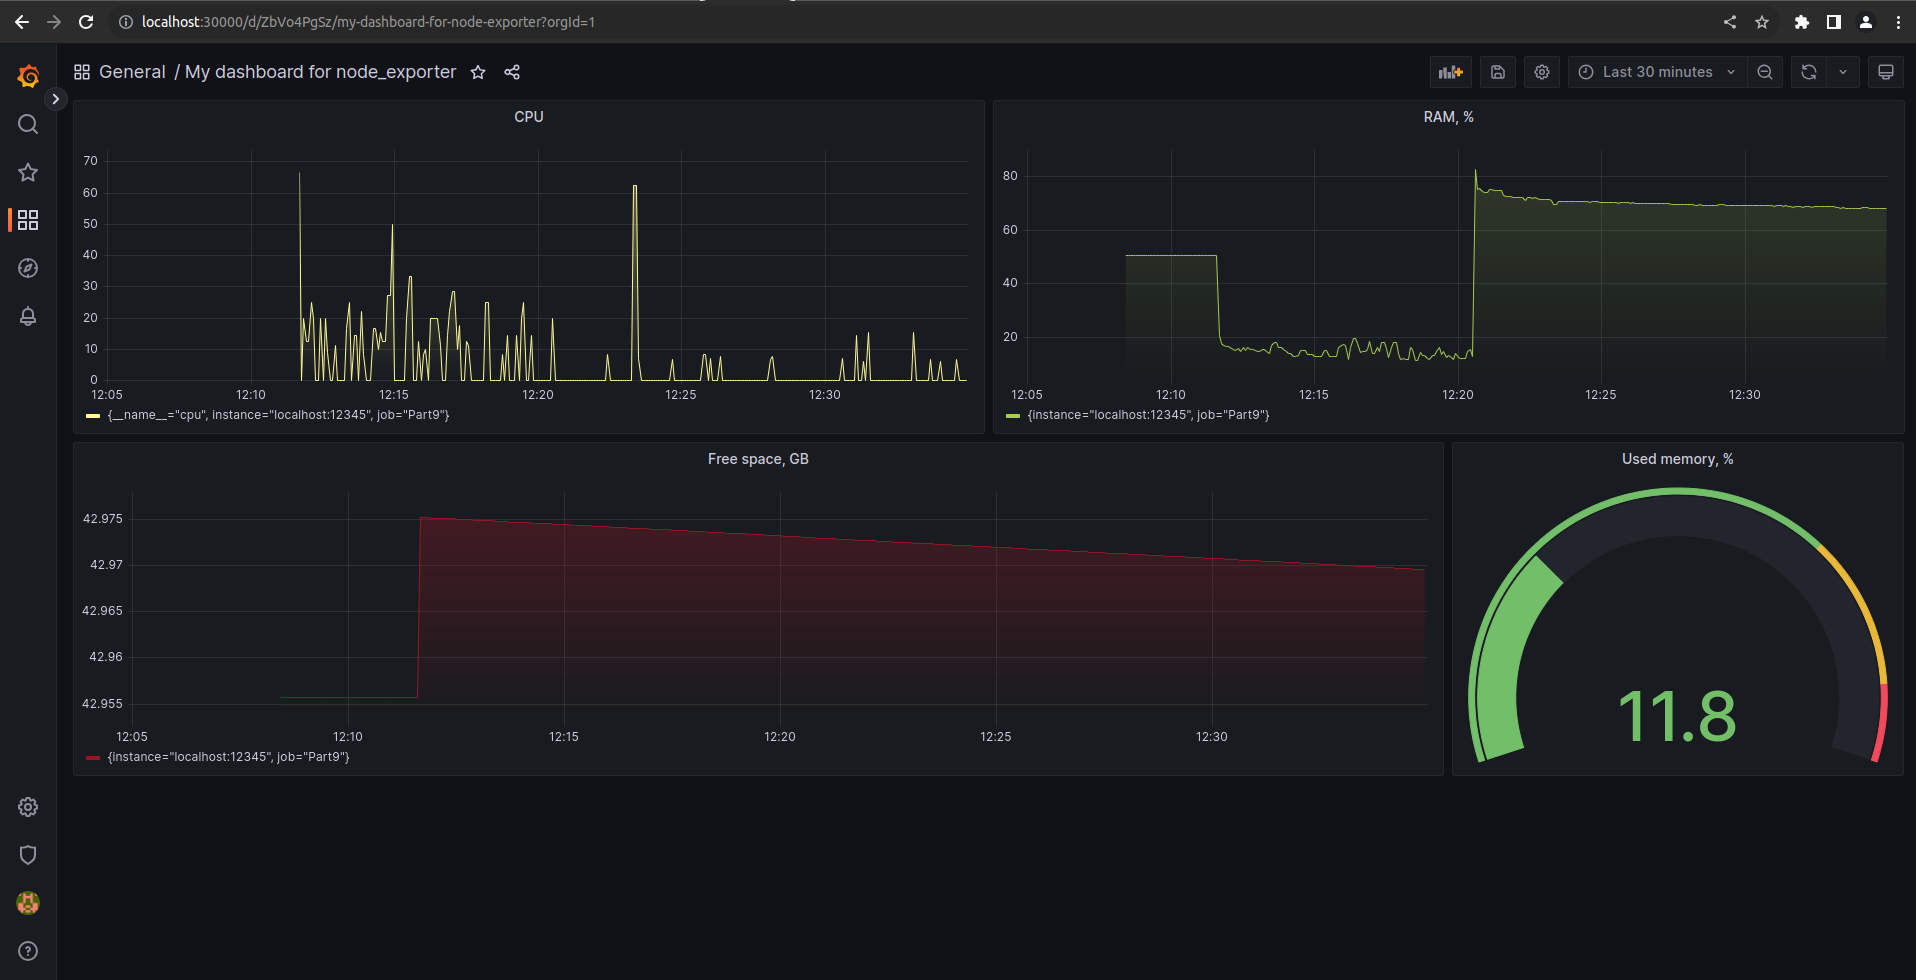 localhost:30000/d/ZbVo4PgSz/my-dashboard-for-node-exporter?orgId=1
General / My dashboard for node_exporter
Last 30 minutes
CPU
70
60
50
40
30
20
10
0
12:05 12:10 12:15 12:20 12:25 12:30
{__name__="cpu", instance="localhost:12345", job="Part9"}
RAM, %
80
60
40
20
12:05 12:10 12:15 12:20 12:25 12:30
{instance="localhost:12345", job="Part9"}
Free space, GB
42.975
42.97
42.965
42.96
42.955
12:05 12:10 12:15 12:20 12:25 12:30
{instance="localhost:12345", job="Part9"}
Used memory, %
11.8